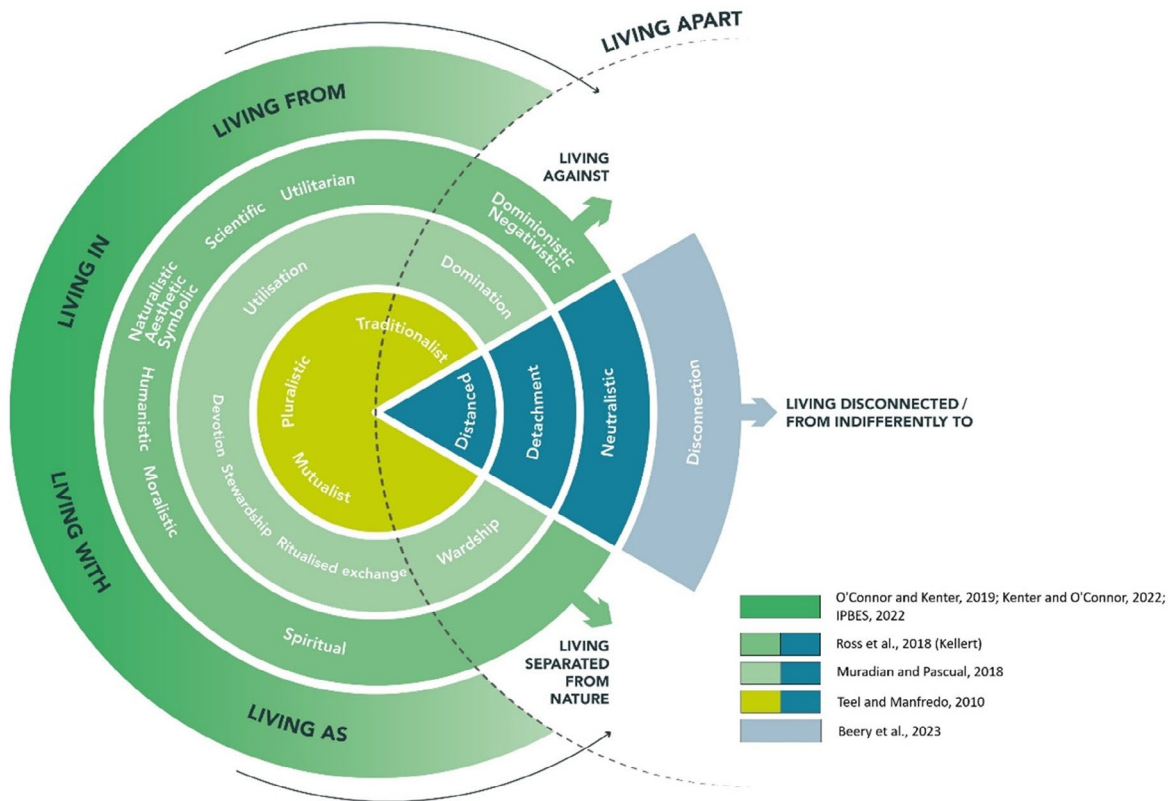 LIVING APART
LIVING FROM
LIVING IN
LIVING WITH
LIVING AS
LIVING
AGAINST
Utilitarian
Scientific
Naturalistic
Aesthetic
Symbolic
Humanistic
Moralistic
Spiritual
Dominionistic
Negativistic
Utilisation
Domination
Devotion
Stewardship
Ritualised exchange
Wardship
Traditionalist
Pluralistic
Mutualist
Distanced
Detachment
Neutralistic
Disconnection
LIVING DISCONNECTED /
FROM INDIFFERENTLY TO
LIVING
SEPARATED
FROM
NATURE
O'Connor and Kenter, 2019; Kenter and O'Connor, 2022;
IPBES, 2022
Ross et al., 2018 (Kellert)
Muradian and Pascual, 2018
Teel and Manfredo, 2010
Beery et al., 2023